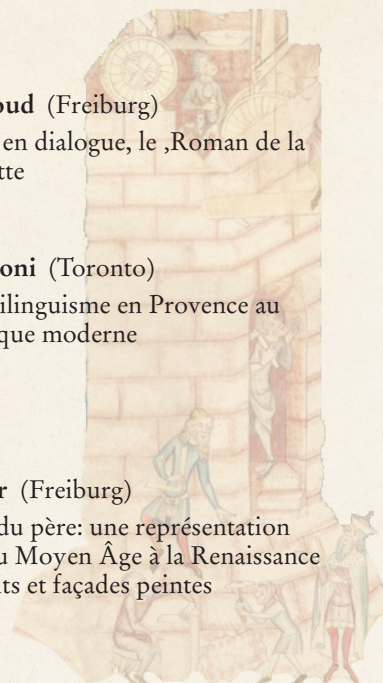 oud (Freiburg)
en dialogue, le ‚Roman de la
tte
oni (Toronto)
ilinguisme en Provence au
que moderne
r (Freiburg)
du père: une représentation
u Moyen Âge à la Renaissance
its et façades peintes